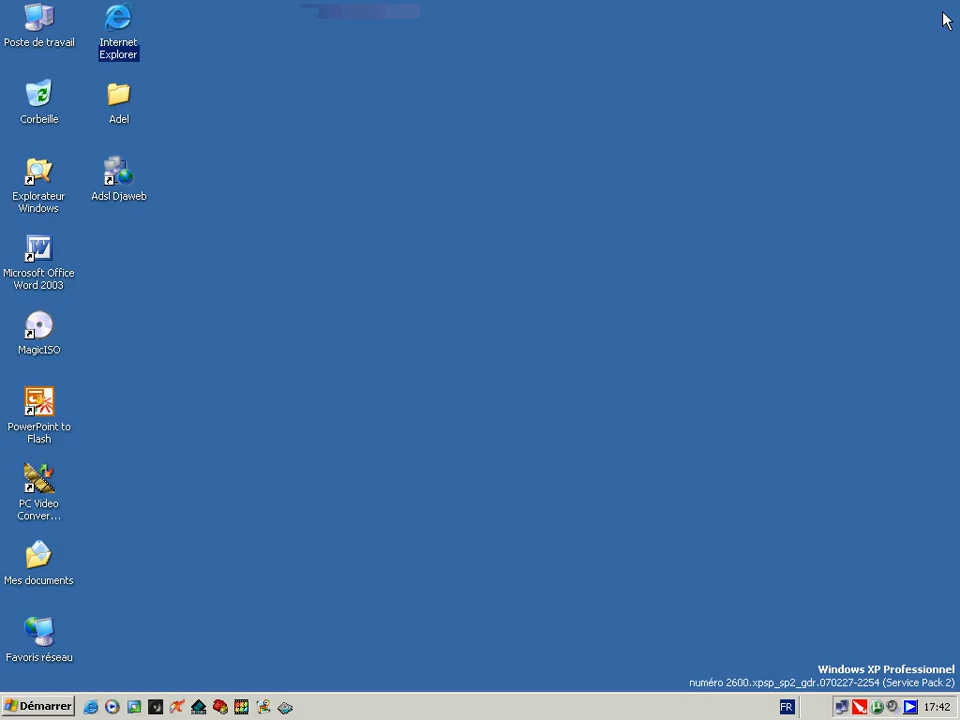 Poste de travail
Internet
Explorer
Corbeille
Adel
Explorateur
Windows
Adsl Djaweb
Microsoft Office
Word 2003
MagicISO
PowerPoint to
Flash
PC Video
Conver...
Mes documents
Favoris réseau
Windows XP Professionnel
numéro 2600.xpsp_sp2_gdr.070227-2254 (Service Pack 2)
Démarrer
FR
17:42